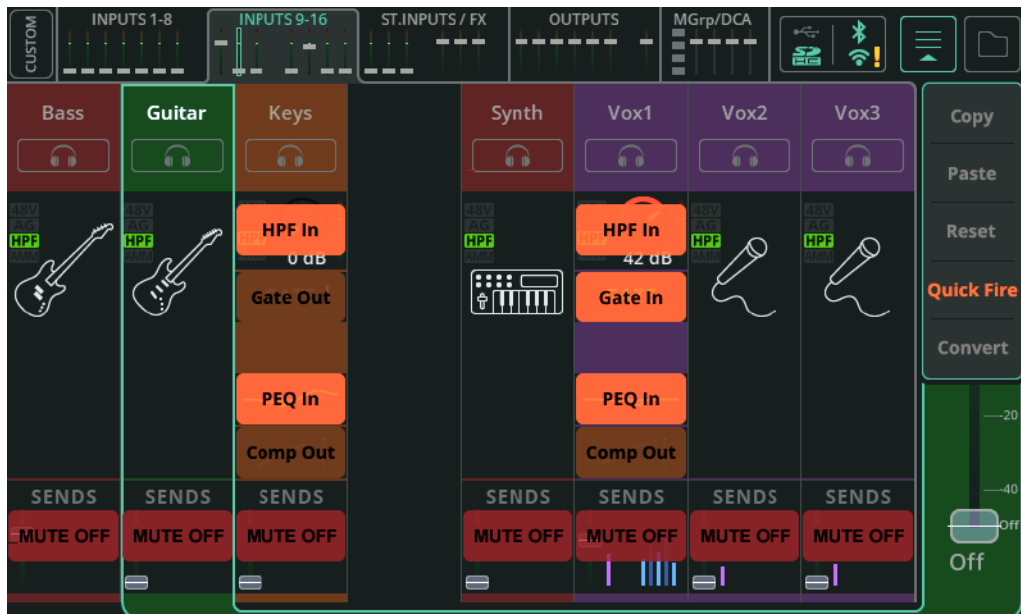 CUSTOM
INPUTS 1-8
INPUTS 9-16
ST.INPUTS / FX
OUTPUTS
MGrp/DCA
Bass
Guitar
Keys
Synth
Vox1
Vox2
Vox3
48V
AG
HPF
AMM
48V
AG
HPF
AMM
HPF In
0 dB
Gate Out
PEQ In
Comp Out
48V
AG
HPF
AMM
HPF In
42 dB
Gate In
PEQ In
Comp Out
48V
AG
HPF
AMM
48V
AG
HPF
AMM
SENDS
SENDS
SENDS
SENDS
SENDS
SENDS
SENDS
MUTE OFF
MUTE OFF
MUTE OFF
MUTE OFF
MUTE OFF
MUTE OFF
MUTE OFF
Copy
Paste
Reset
Quick Fire
Convert
-20
-40
Off
Off